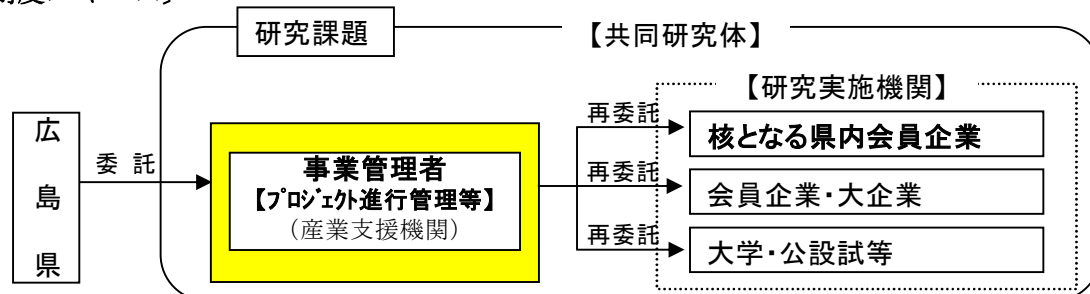 研究課題
【共同研究体】
【研究実施機関】
広島県
委託
事業管理者
【ﾌﾟﾛｼﾞｪｸﾄ進行管理等】
（産業支援機関）
再委託
核となる県内会員企業
再委託
会員企業・大企業
再委託
大学・公設試等